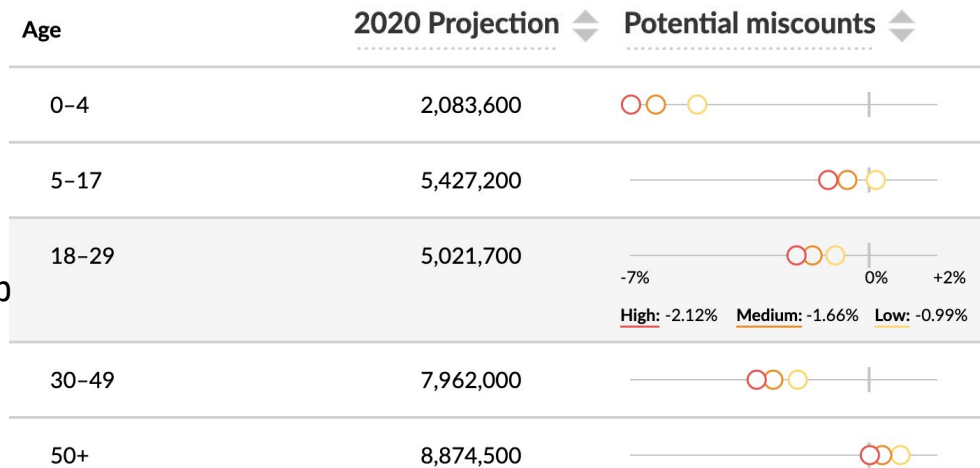 Age 2020 Projection Potential miscounts
0–4 2,083,600
5–17 5,427,200
18–29 5,021,700
-7% 0% +2%
High: -2.12% Medium: -1.66% Low: -0.99%
30–49 7,962,000
50+ 8,874,500